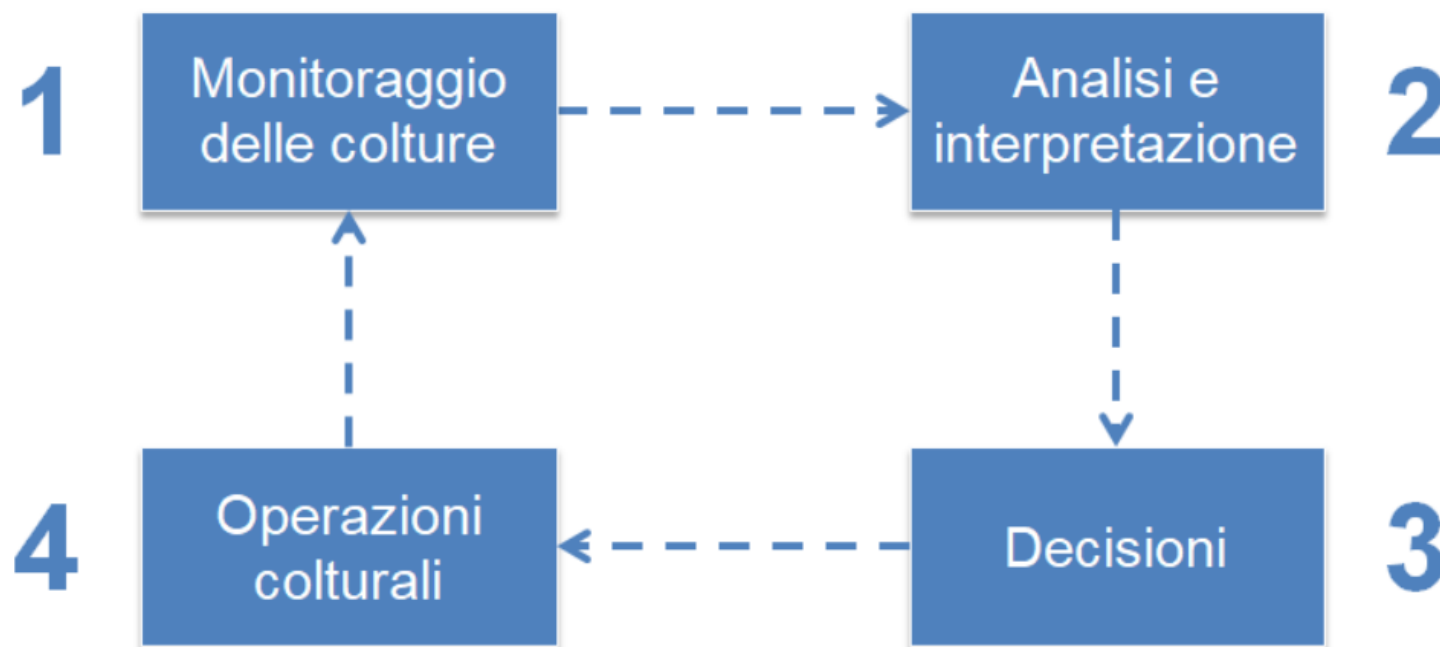 1
Monitoraggio
delle colture
Analisi e
interpretazione
2
4
Operazioni
colturali
Decisioni
3